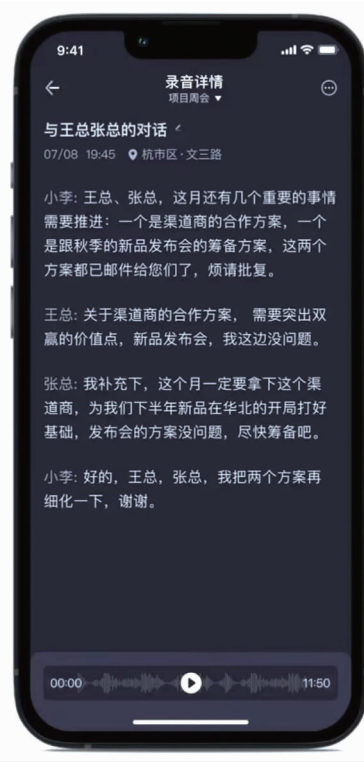 9:41
录音详情
项目周会 ▼
与王总张总的对话
07/08 19:45 杭市区·文三路
小李: 王总、张总，这月还有几个重要的事情
需要推进：一个是渠道商的合作方案，一个
是跟秋季的新品发布会的筹备方案，这两个
方案都已邮件给您们了，烦请批复。
王总: 关于渠道商的合作方案， 需要突出双
赢的价值点，新品发布会，我这边没问题。
张总: 我补充下，这个月一定要拿下这个渠
道商，为我们下半年新品在华北的开局打好
基础，发布会的方案没问题，尽快筹备吧。
小李: 好的，王总，张总，我把两个方案再
细化一下，谢谢。
00:00 11:50